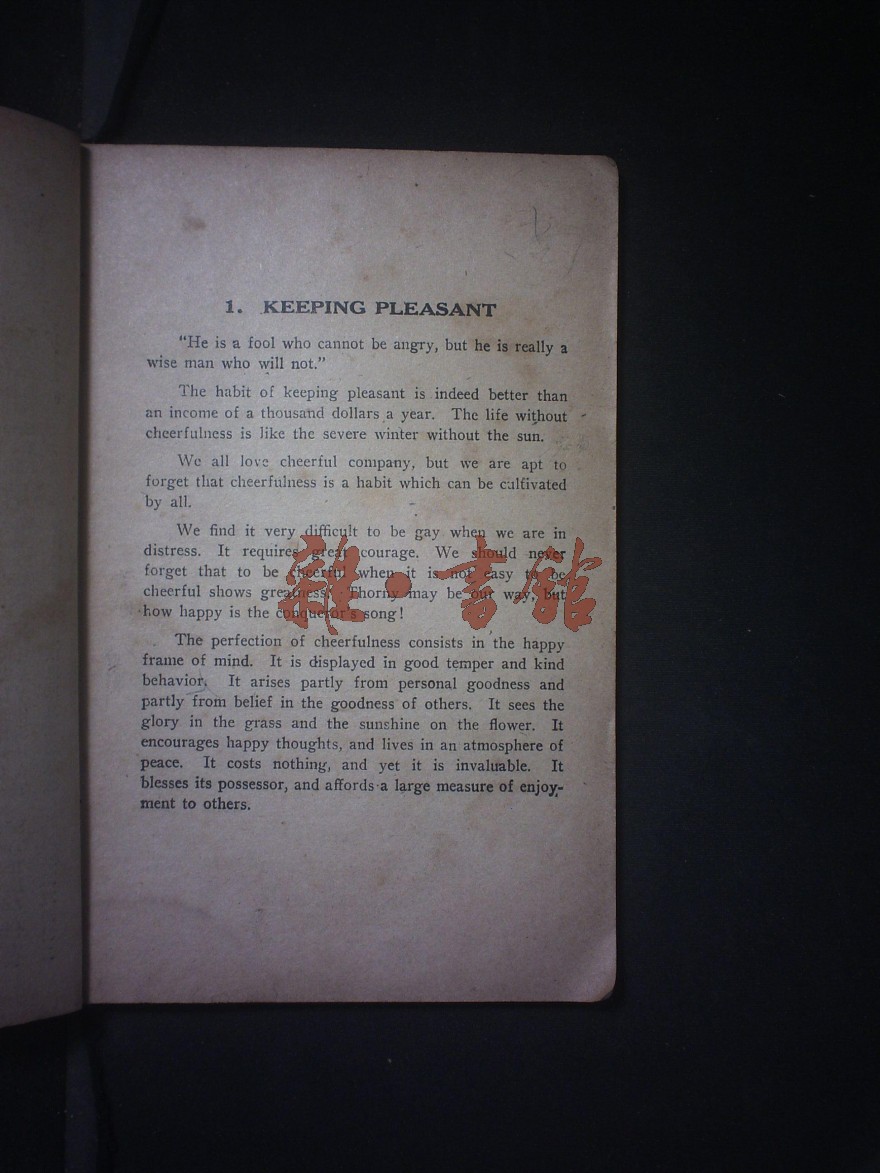 1. KEEPING PLEASANT
"He is a fool who cannot be angry, but he is really a
wise man who will not."
The habit of keeping pleasant is indeed better than
an income of a thousand dollars a year. The life without
cheerfulness is like the severe winter without the sun.
We all love cheerful company, but we are apt to
forget that cheerfulness is a habit which can be cultivated
by all.
We find it very difficult to be gay when we are in
distress. It requires great courage. We should never
forget that to be cheerful when it is not easy to be
cheerful shows greatness. Thorny may be our way, but
how happy is the conqueror's song!
The perfection of cheerfulness consists in the happy
frame of mind. It is displayed in good temper and kind
behavior. It arises partly from personal goodness and
partly from belief in the goodness of others. It sees the
glory in the grass and the sunshine on the flower. It
encourages happy thoughts, and lives in an atmosphere of
peace. It costs nothing, and yet it is invaluable. It
blesses its possessor, and affords a large measure of enjoy-
ment to others.
雜·書館